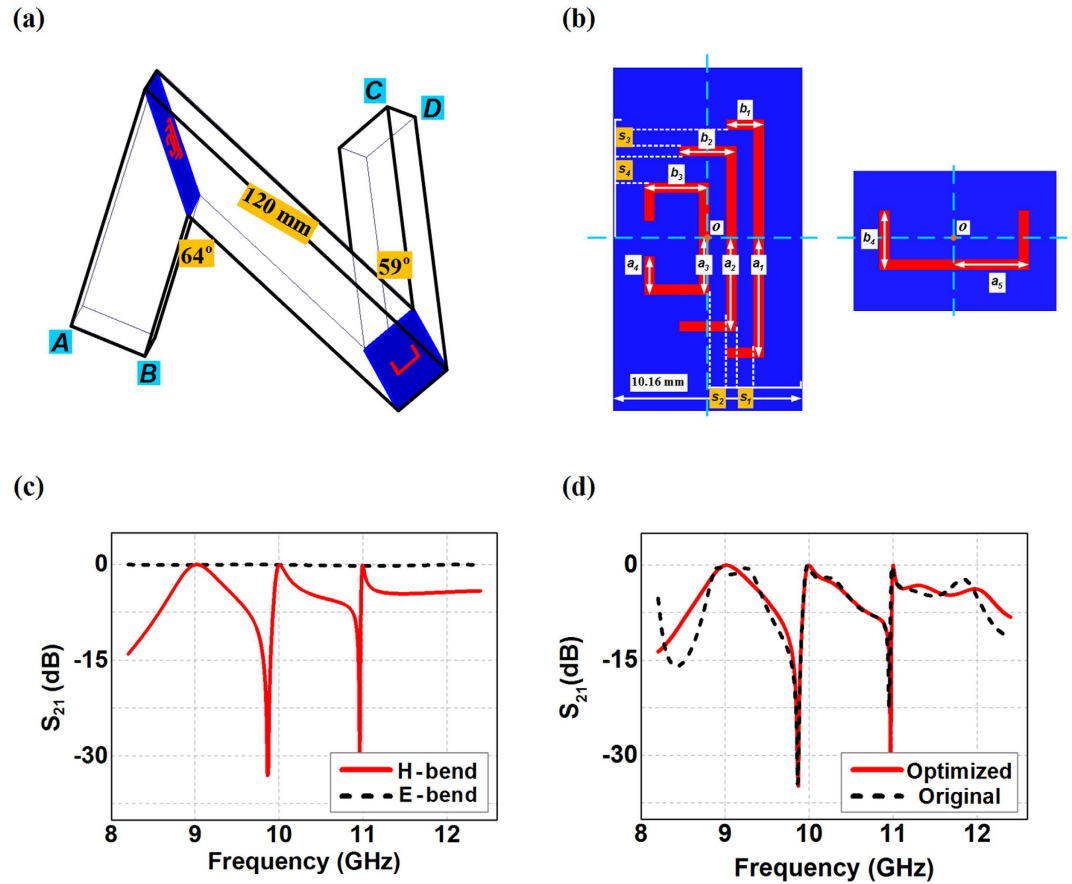 (a)
(b)
A
B
C
D
120 mm
64°
59°
b₁
b₂
b₃
S₃
S₄
o
a₄
a₃
a₂
a₁
10.16 mm
S₂
S₁
b₄
o
a₅
(c)
(d)
0
-15
-30
S₂₁ (dB)
H-bend
E-bend
8
9
10
11
12
Frequency (GHz)
0
-15
-30
S₂₁(dB)
Optimized
Original
8
9
10
11
12
Frequency (GHz)